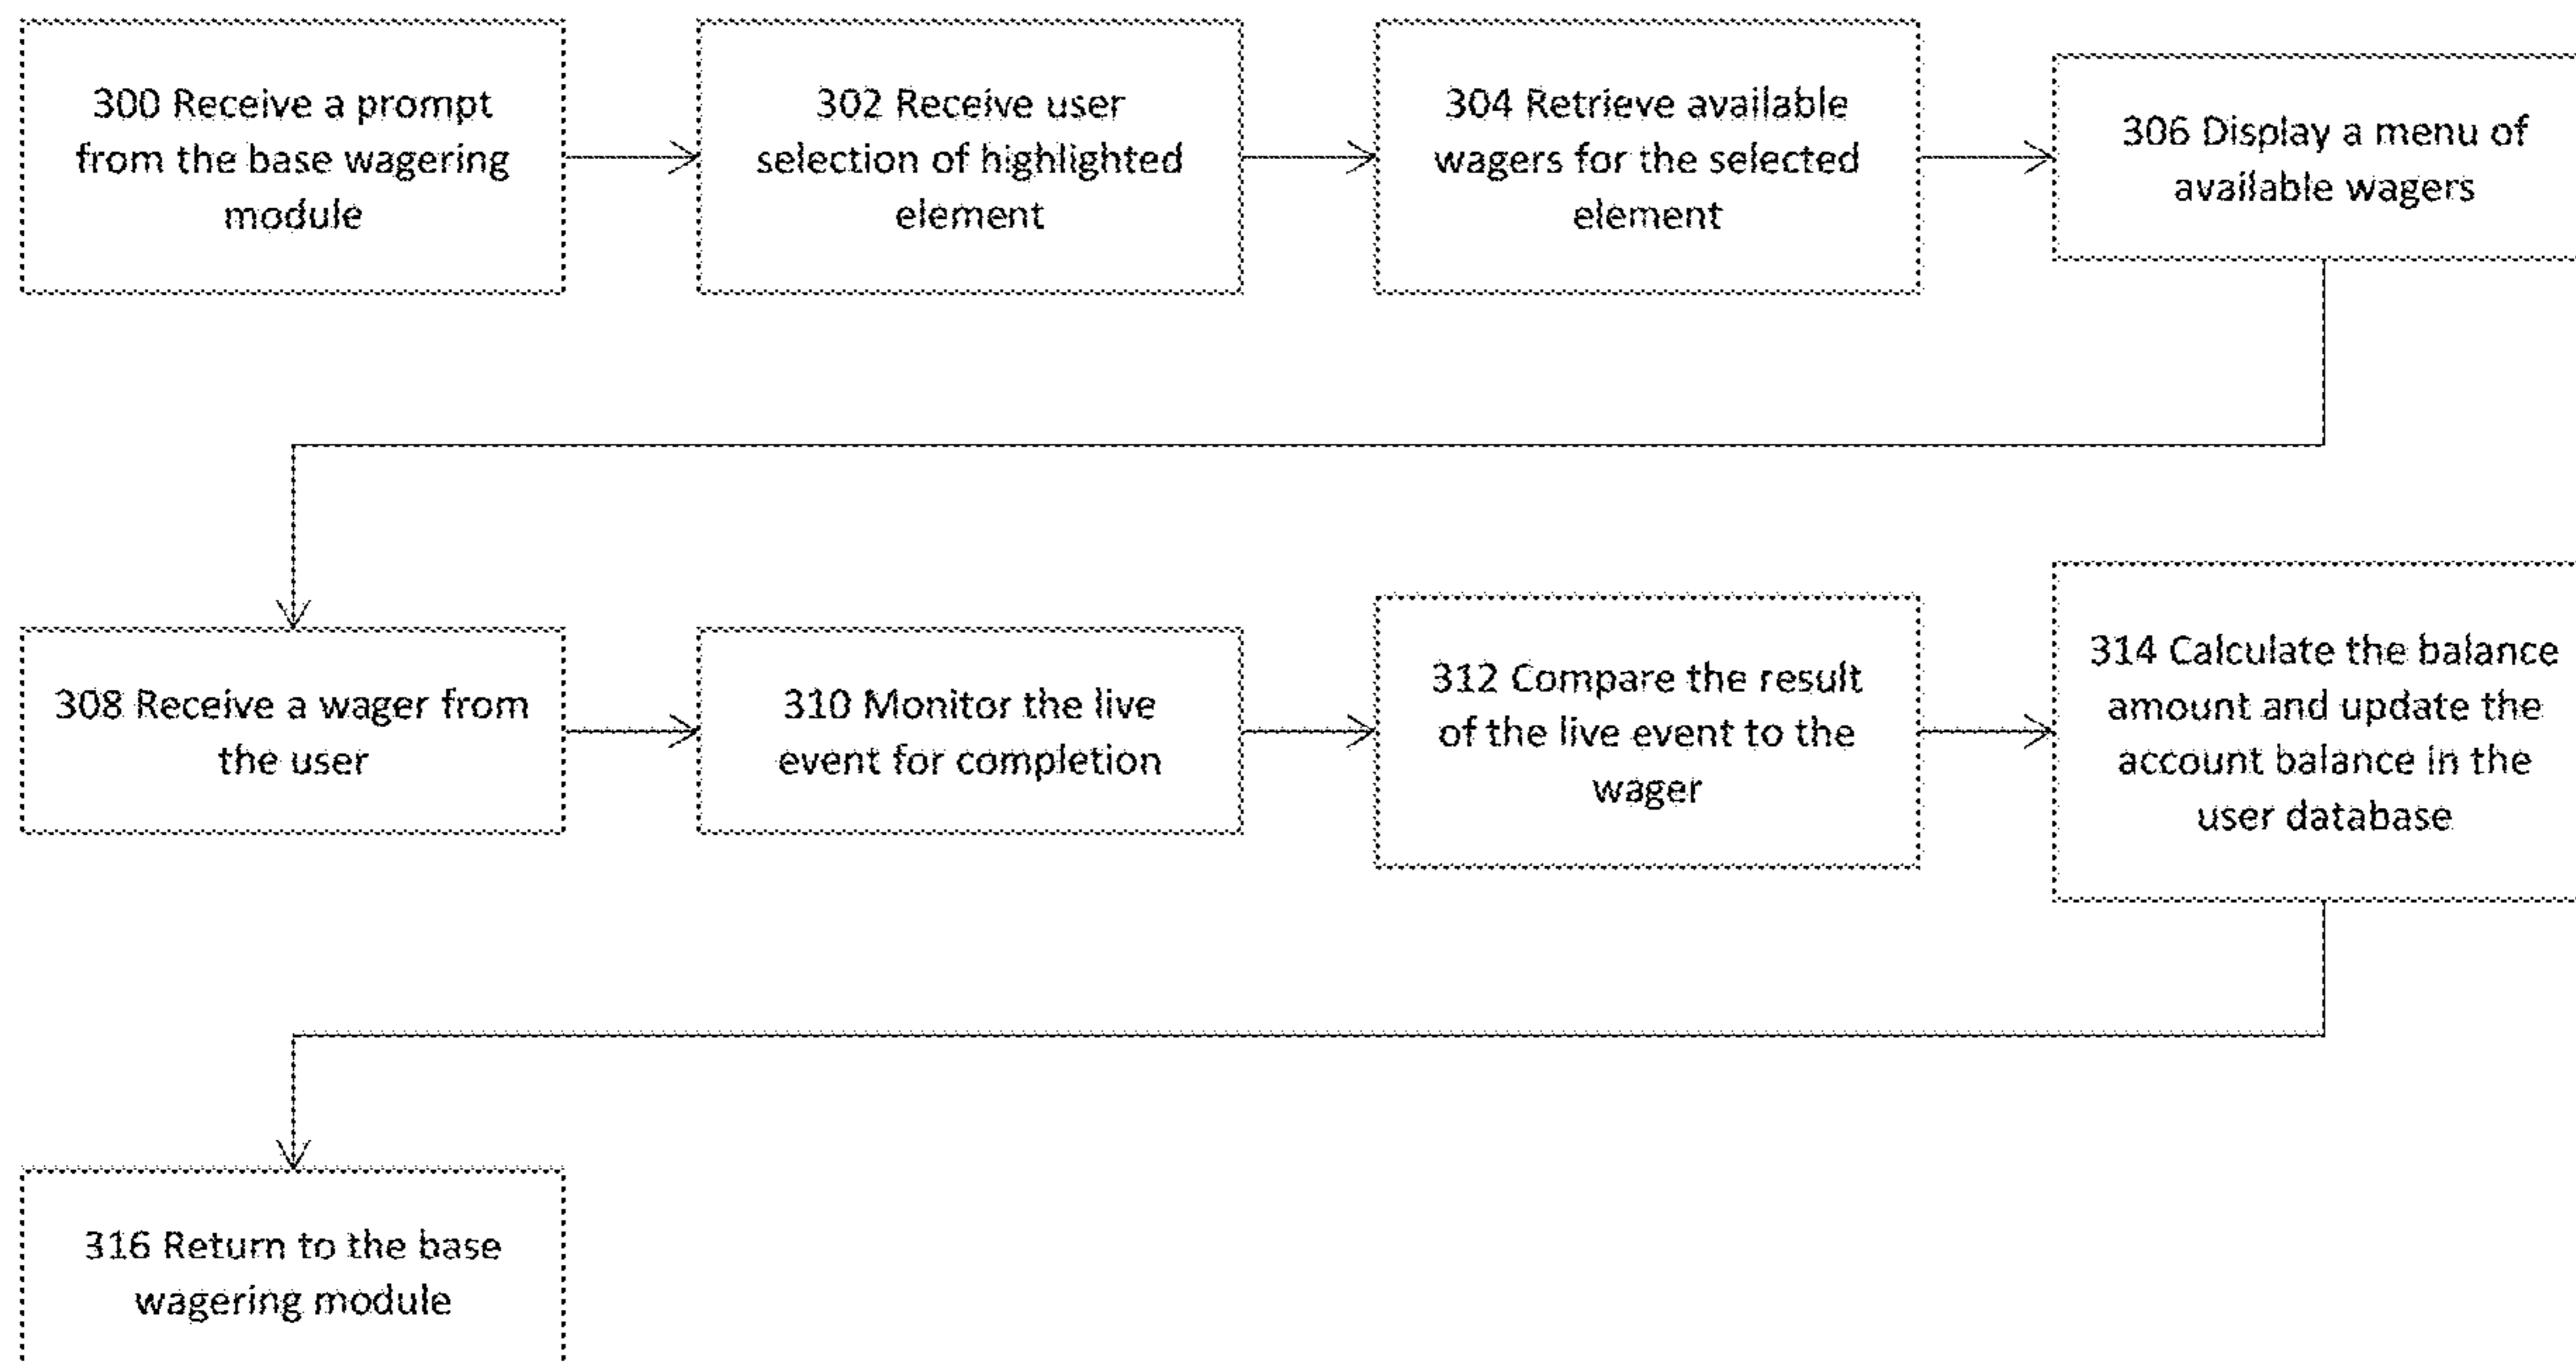 300 Receive a prompt
from the base wagering
module
302 Receive user
selection of highlighted
element
304 Retrieve available
wagers for the selected
element
306 Display a menu of
available wagers
308 Receive a wager from
the user
310 Monitor the live
event for completion
312 Compare the result
of the live event to the
wager
314 Calculate the balance
amount and update the
account balance in the
user database
316 Return to the base
wagering module